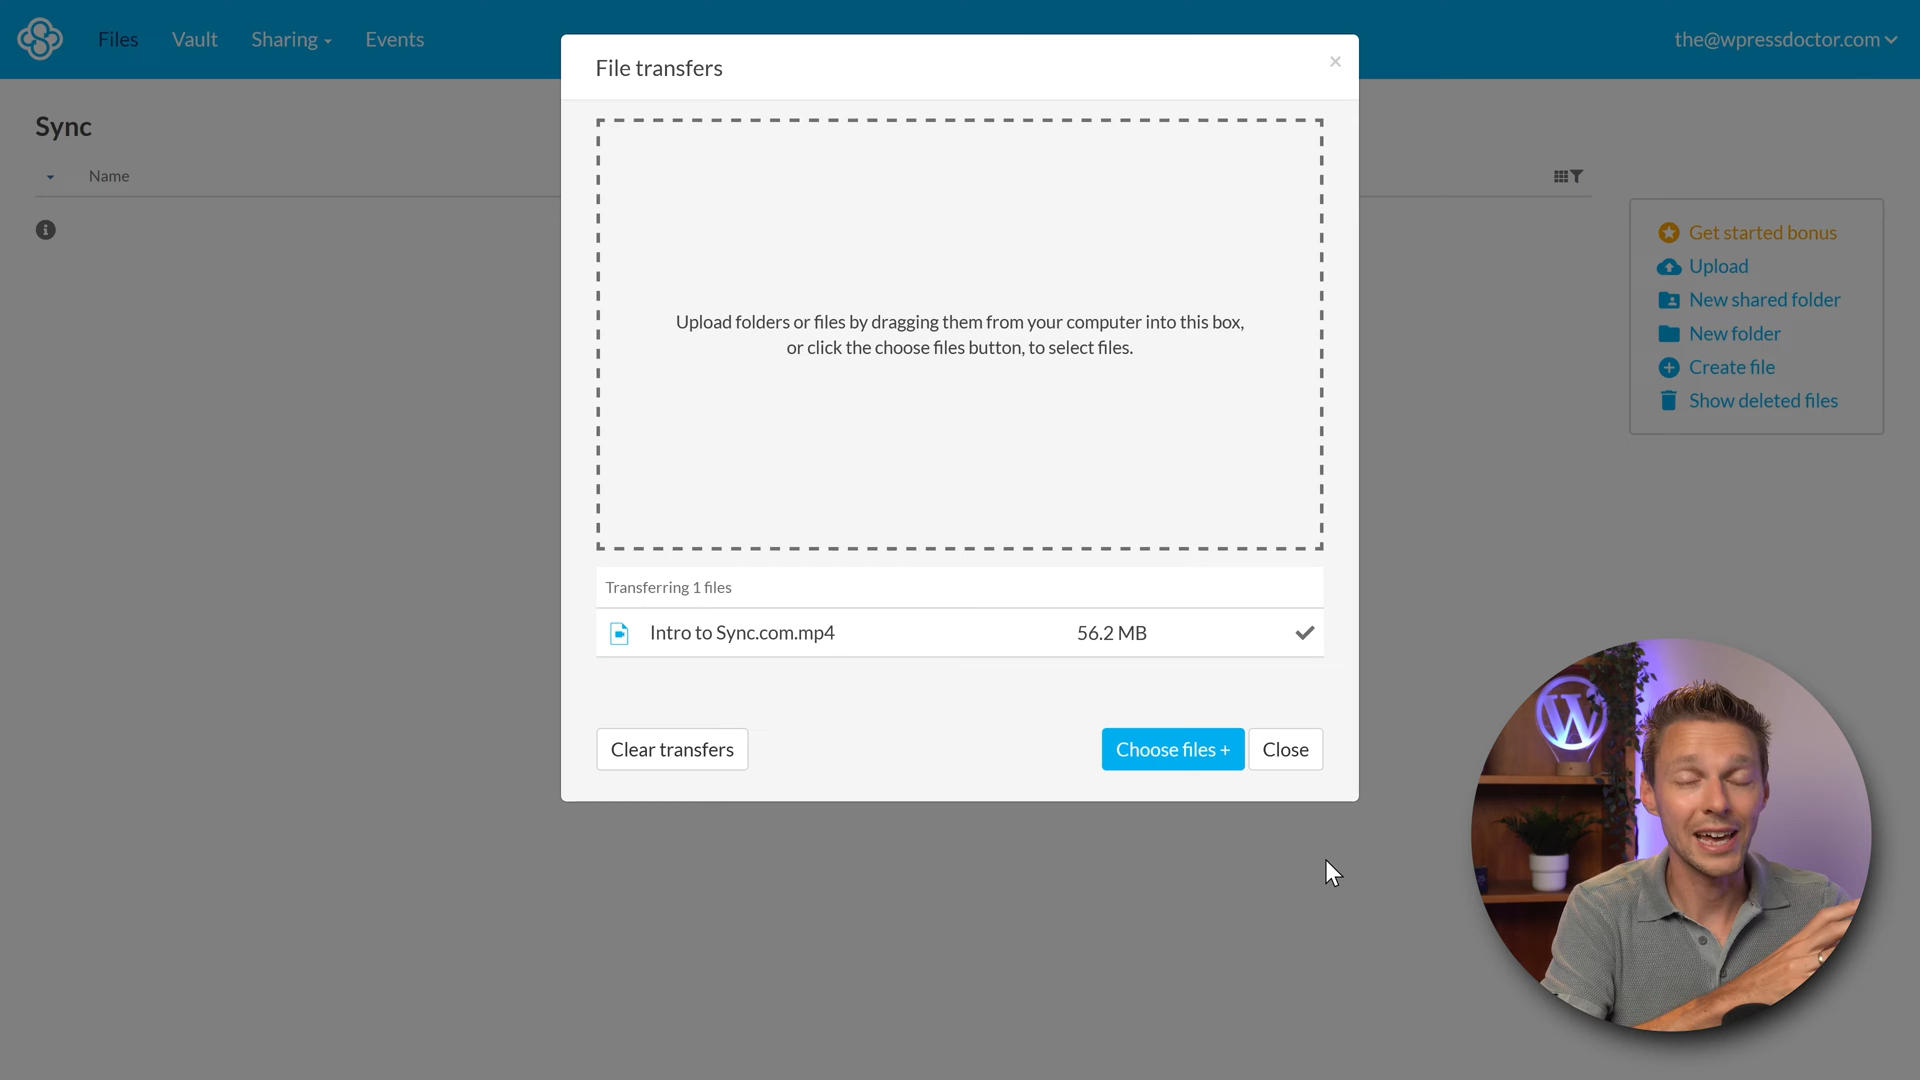 Files Vault Sharing Events
the@wpressdoctor.com
File transfers
×
Sync
Name
Upload folders or files by dragging them from your computer into this box,
or click the choose files button, to select files.
Get started bonus
Upload
New shared folder
New folder
Create file
Show deleted files
Transferring 1 files
Intro to Sync.com.mp4 56.2 MB
Clear transfers
Choose files +
Close